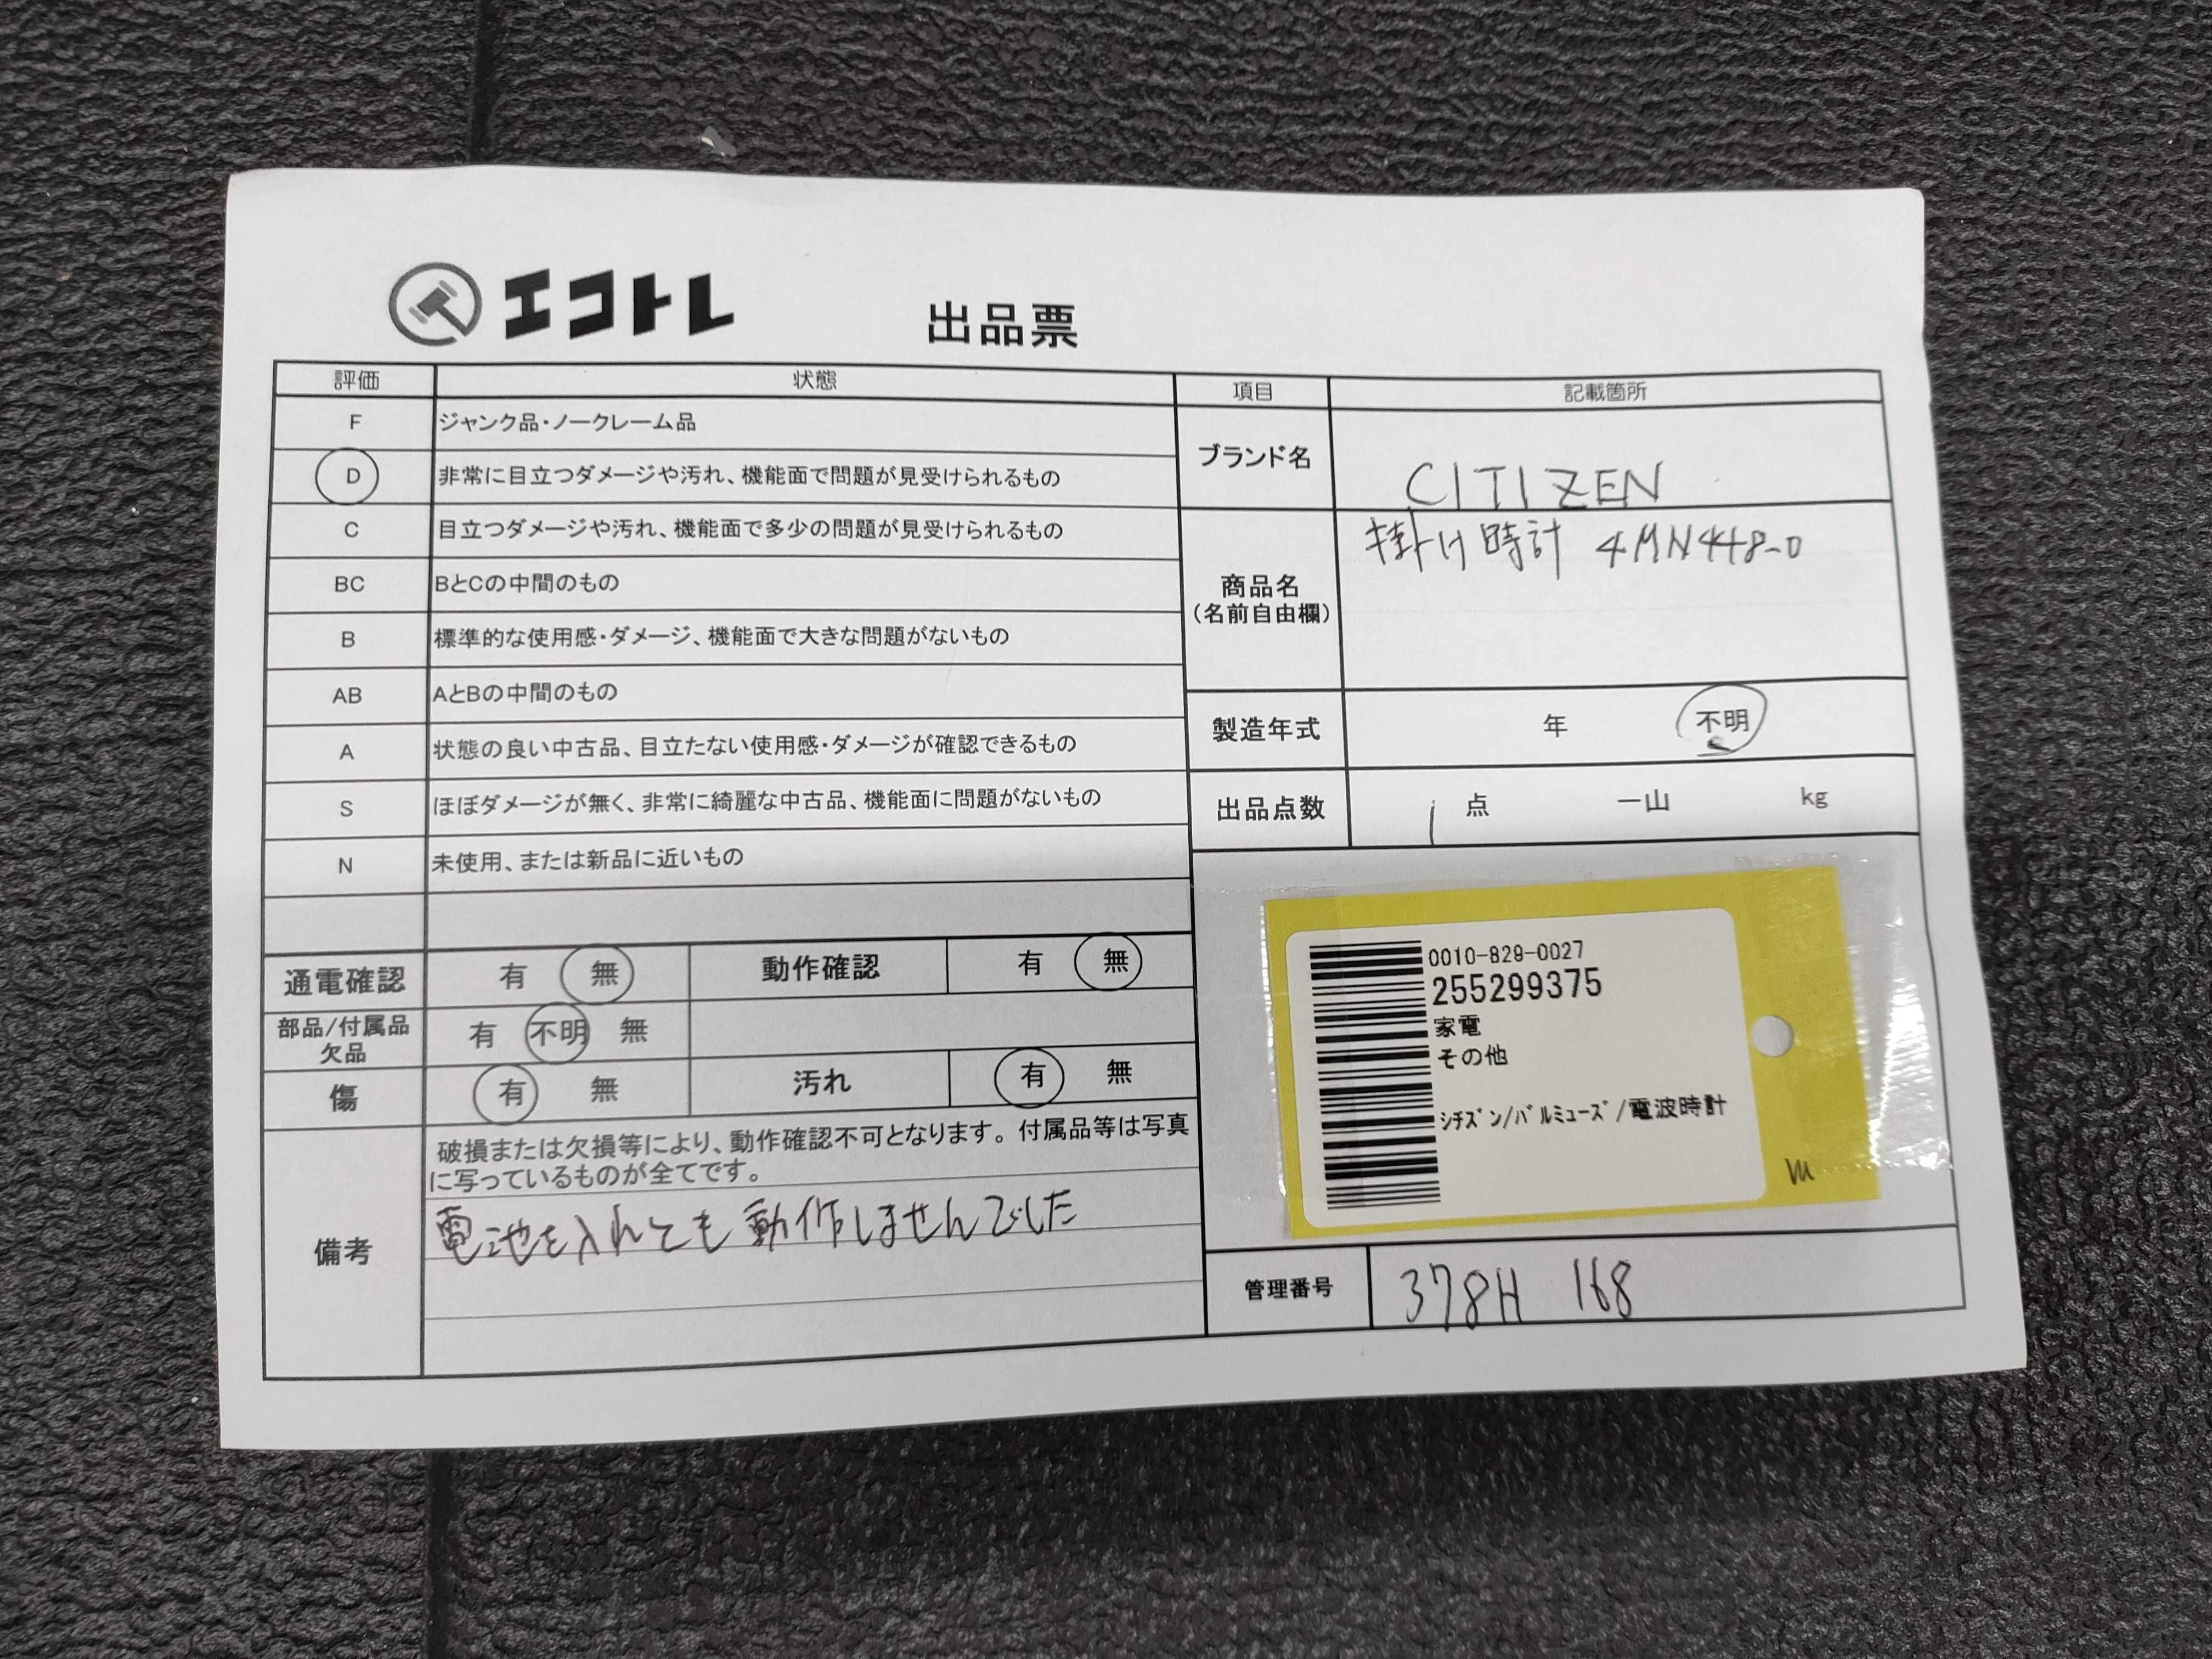 エコトレ
出品票
評価 状態
F ジャンク品・ノークレーム品
D 非常に目立つダメージや汚れ、機能面で問題が見受けられるもの
C 目立つダメージや汚れ、機能面で多少の問題が見受けられるもの
BC BとCの中間のもの
B 標準的な使用感・ダメージ、機能面で大きな問題がないもの
AB AとBの中間のもの
A 状態の良い中古品、目立たない使用感・ダメージが確認できるもの
S ほぼダメージが無く、非常に綺麗な中古品、機能面に問題がないもの
N 未使用、または新品に近いもの
通電確認 有 無 動作確認 有 無
部品/付属品
欠品 有 不明 無
傷 有 無 汚れ 有 無
備考
破損または欠損等により、動作確認不可となります。付属品等は写真
に写っているものが全てです。
電池を入れても動作しませんでした
項目 記載箇所
ブランド名 CITIZEN
商品名
(名前自由欄)
掛け時計 4MN448-0
製造年式 年 不明
出品点数 1 点 一山 kg
0010-829-0027
255299375
家電
その他
ｼﾁｽﾞﾝ/ﾊﾟﾙﾐｭｰｽﾞ/電波時計
M
管理番号 378H 168